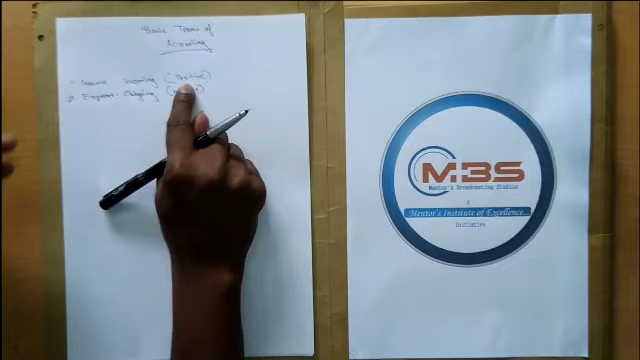 Basic Terms of
Accounting
1. Income - Incoming (Positive)
2. Expense - Outgoing
MBS
Mentor's Broadcasting Studios
A
Mentor's Institute of Excellence
Initiative